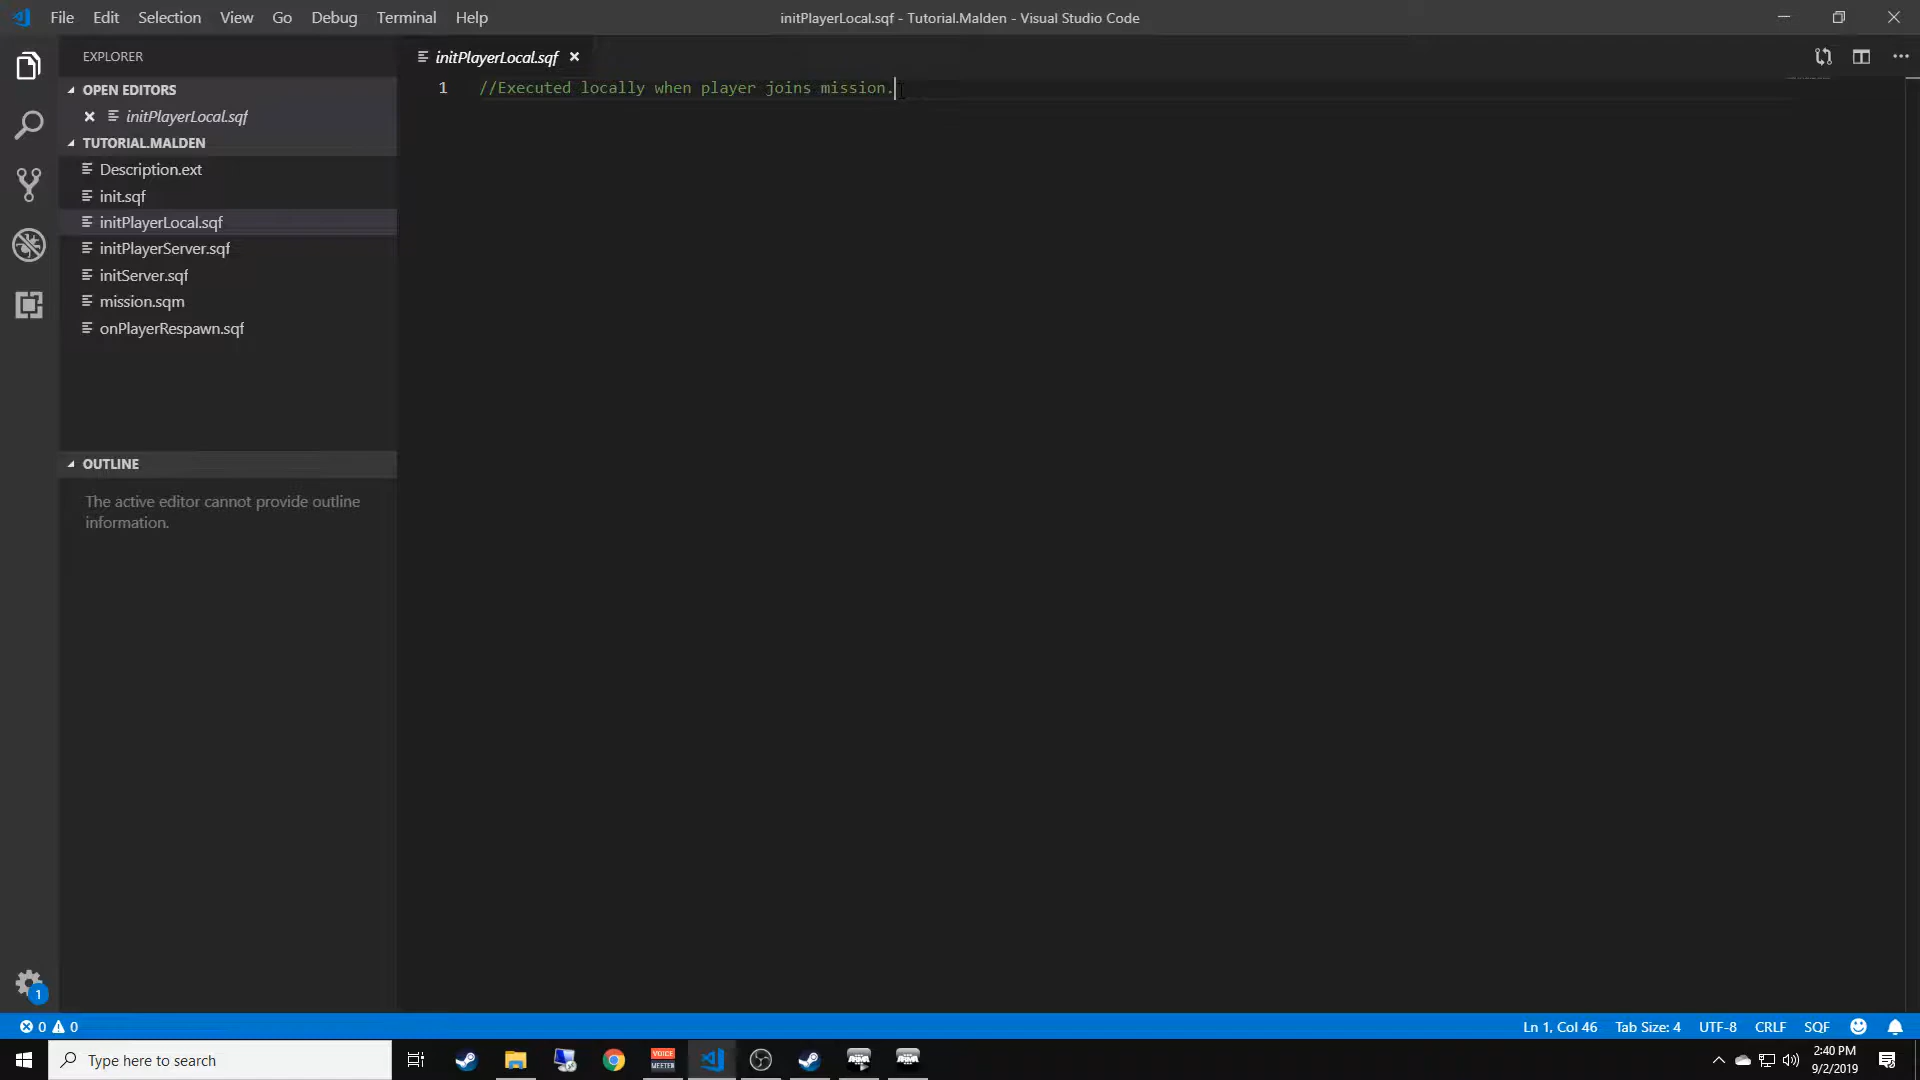 File Edit Selection View Go Debug Terminal Help
initPlayerLocal.sqf - Tutorial.Malden - Visual Studio Code
EXPLORER
OPEN EDITORS
initPlayerLocal.sqf
TUTORIAL.MALDEN
Description.ext
init.sqf
initPlayerLocal.sqf
initPlayerServer.sqf
initServer.sqf
mission.sqm
onPlayerRespawn.sqf
OUTLINE
The active editor cannot provide outline
information.
initPlayerLocal.sqf
1 //Executed locally when player joins mission.
1
0 0
Ln 1, Col 46 Tab Size: 4 UTF-8 CRLF SQF
Type here to search
VOICE
MEETER
2:40 PM
9/2/2019